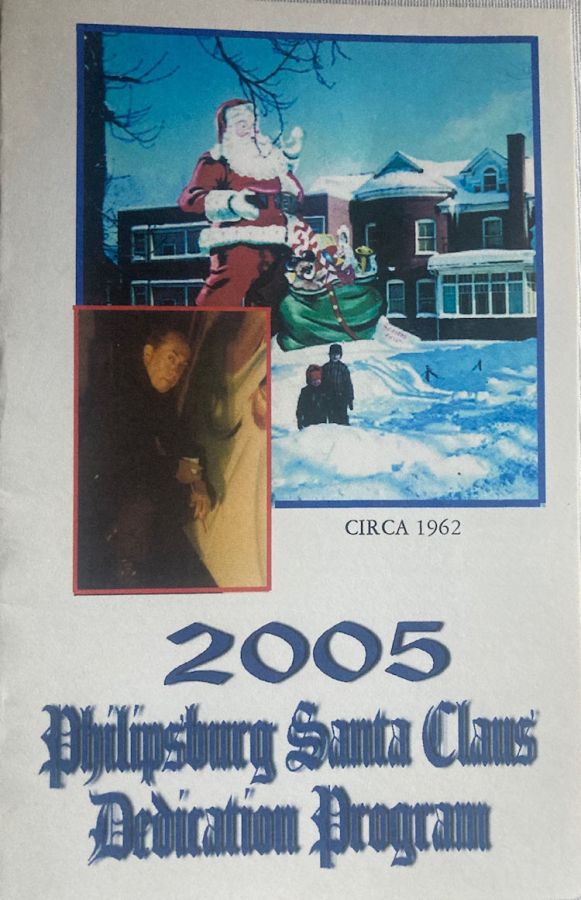 CIRCA 1962
2005
Philipsburg Santa Claus
Dedication Program